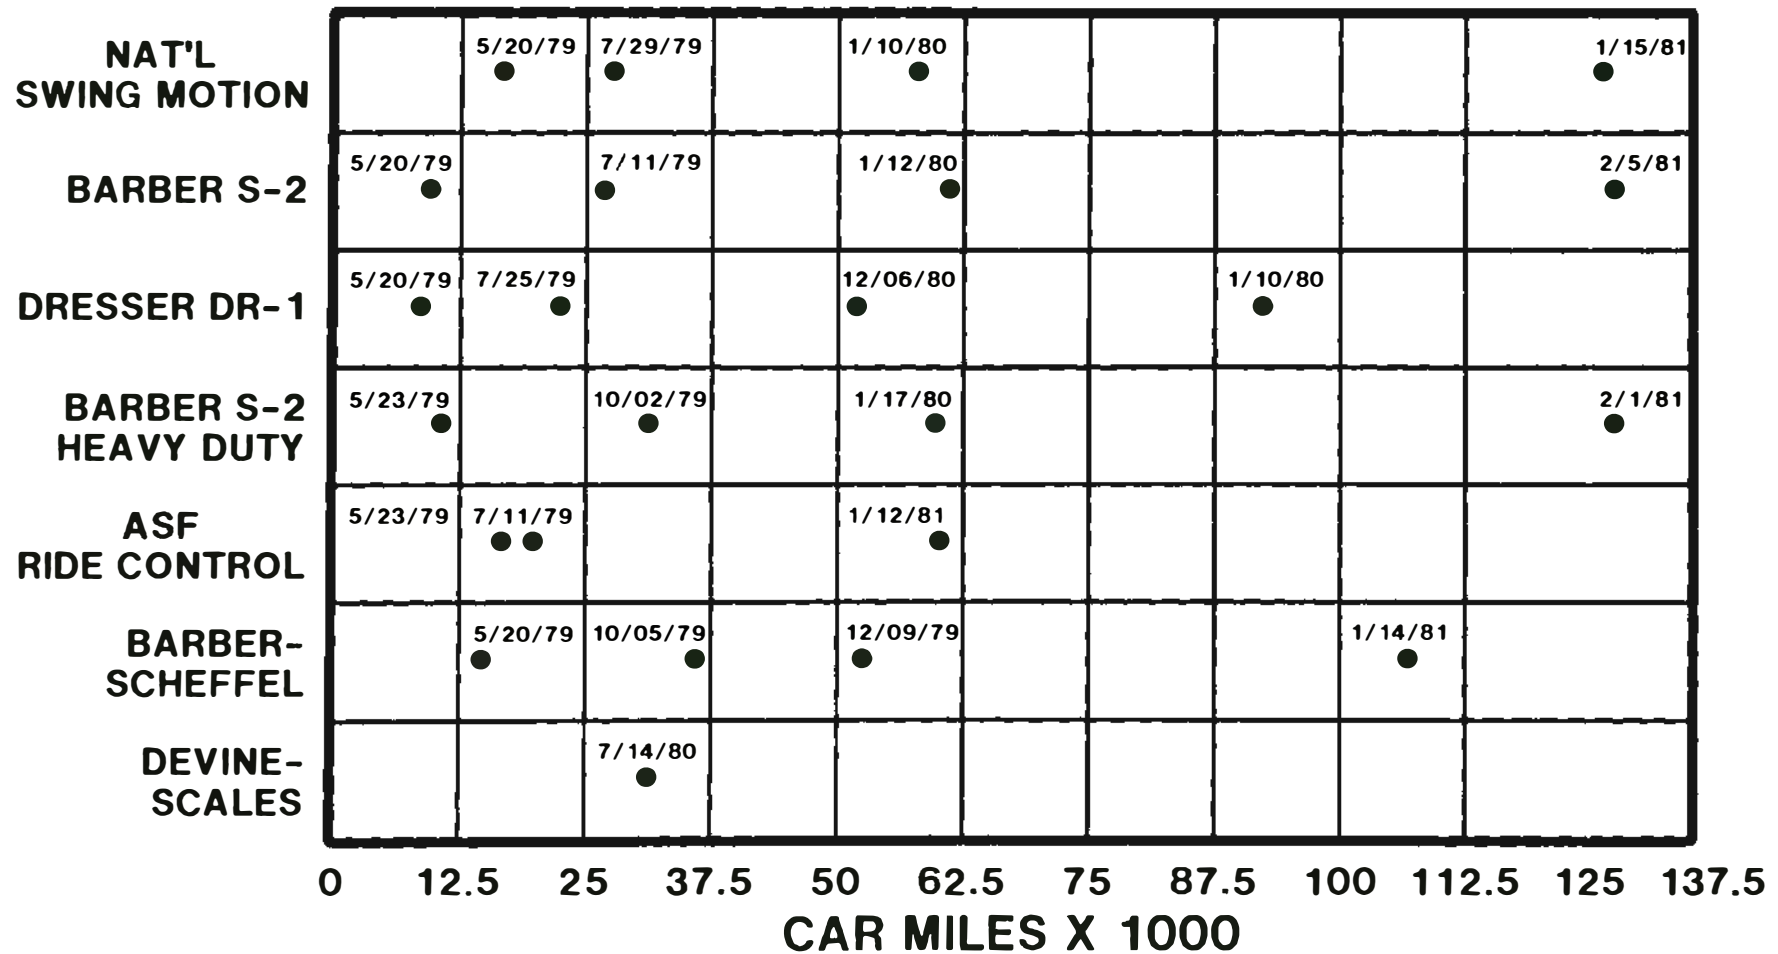 NAT'L
SWING MOTION
5/20/79 7/29/79 1/10/80 1/15/81
BARBER S-2
5/20/79 7/11/79 1/12/80 2/5/81
DRESSER DR-1
5/20/79 7/25/79 12/06/80 1/10/80
BARBER S-2
HEAVY DUTY
5/23/79 10/02/79 1/17/80 2/1/81
ASF
RIDE CONTROL
5/23/79 7/11/79 1/12/81
BARBER-
SCHEFFEL
5/20/79 10/05/79 12/09/79 1/14/81
DEVINE-
SCALES
7/14/80
0 12.5 25 37.5 50 62.5 75 87.5 100 112.5 125 137.5
CAR MILES X 1000